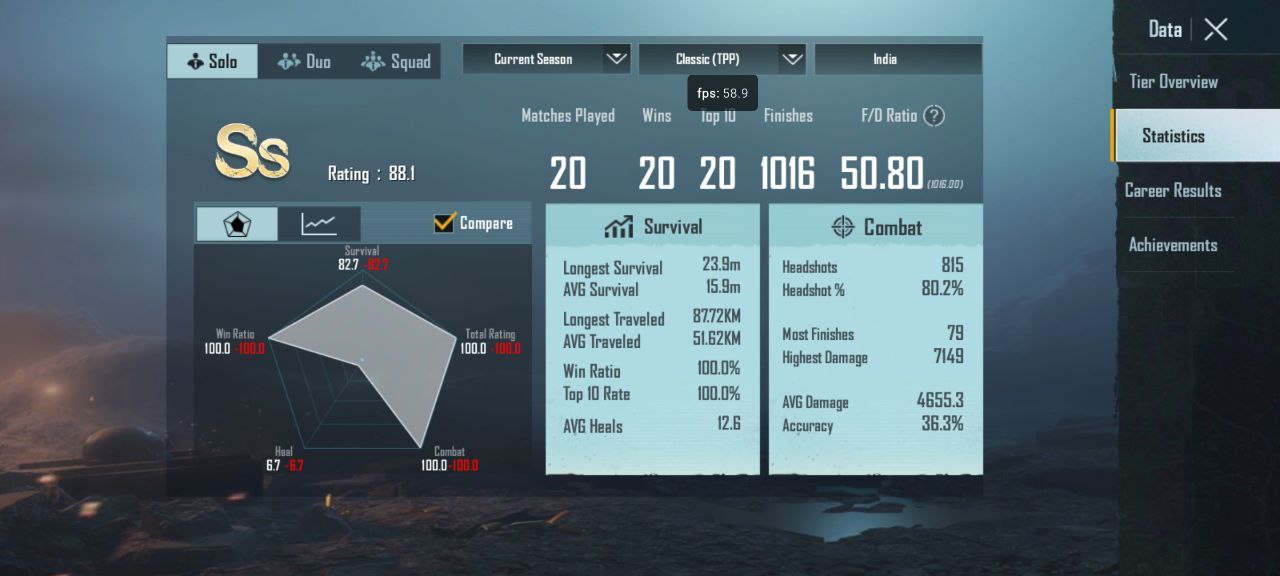 Data
Solo
Duo
Squad
Current Season
Classic (TPP)
India
fps: 58.9
Tier Overview
Statistics
Career Results
Achievements
Matches Played
Wins
Top 10
Finishes
F/D Ratio ?
Ss
Rating : 88.1
20
20
20
1016
50.80 (1016.00)
Compare
Survival
82.7 -82.7
Win Ratio
100.0 -100.0
Total Rating
100.0 -100.0
Heal
6.7 -6.7
Combat
100.0 -100.0
Survival
Longest Survival 23.9m
AVG Survival 15.9m
Longest Traveled 87.72KM
AVG Traveled 51.62KM
Win Ratio 100.0%
Top 10 Rate 100.0%
AVG Heals 12.6
Combat
Headshots 815
Headshot % 80.2%
Most Finishes 79
Highest Damage 7149
AVG Damage 4655.3
Accuracy 36.3%